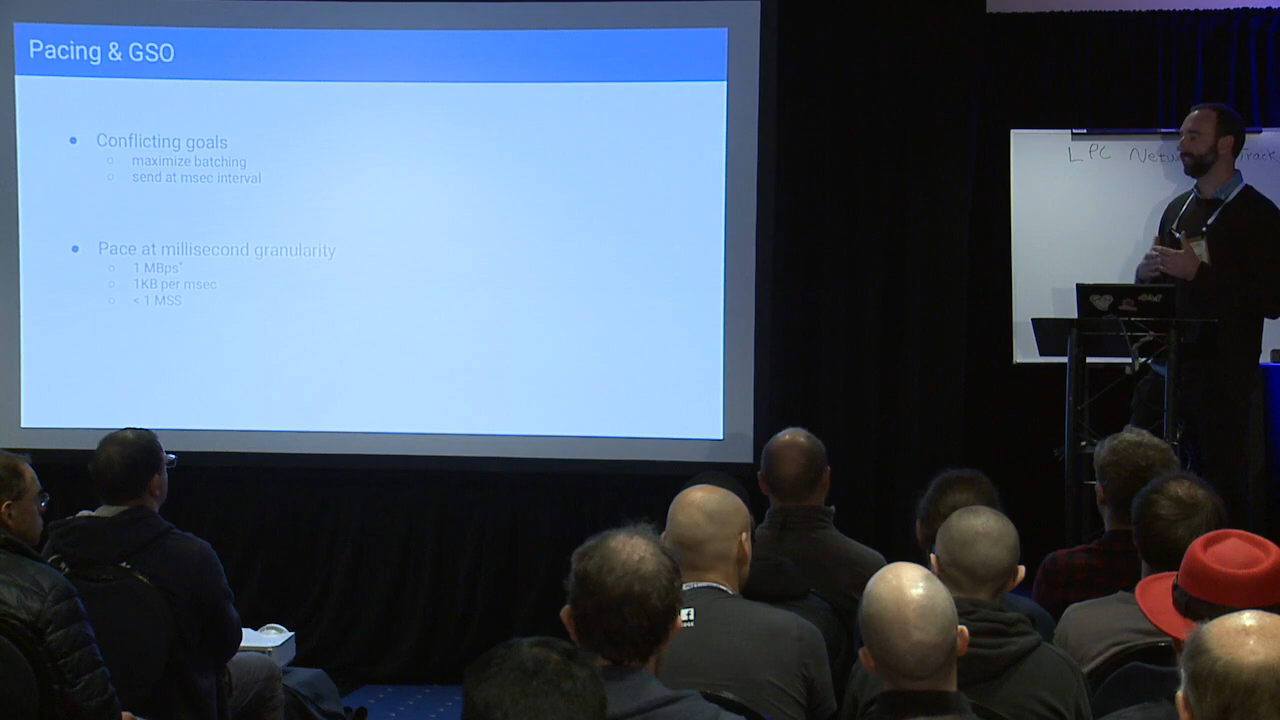 Pacing & GSO
Conflicting goals
maximize batching
send at msec interval
Pace at millisecond granularity
1 MBps*
1KB per msec
< 1 MSS
LPC Netw Track